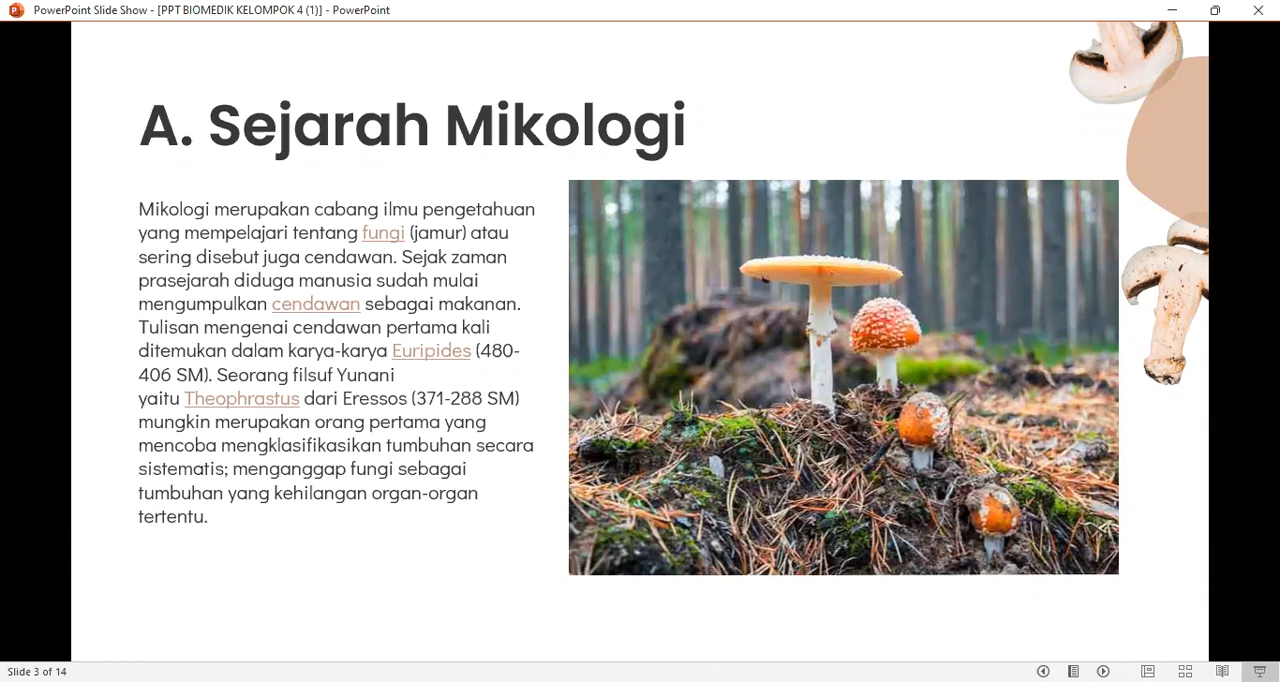 PowerPoint Slide Show - [PPT BIOMEDIK KELOMPOK 4 (1)] - PowerPoint
A. Sejarah Mikologi
Mikologi merupakan cabang ilmu pengetahuan
yang mempelajari tentang fungi (jamur) atau
sering disebut juga cendawan. Sejak zaman
prasejarah diduga manusia sudah mulai
mengumpulkan cendawan sebagai makanan.
Tulisan mengenai cendawan pertama kali
ditemukan dalam karya-karya Euripides (480-
406 SM). Seorang filsuf Yunani
yaitu Theophrastus dari Eressos (371-288 SM)
mungkin merupakan orang pertama yang
mencoba mengklasifikasikan tumbuhan secara
sistematis; menganggap fungi sebagai
tumbuhan yang kehilangan organ-organ
tertentu.
Slide 3 of 14